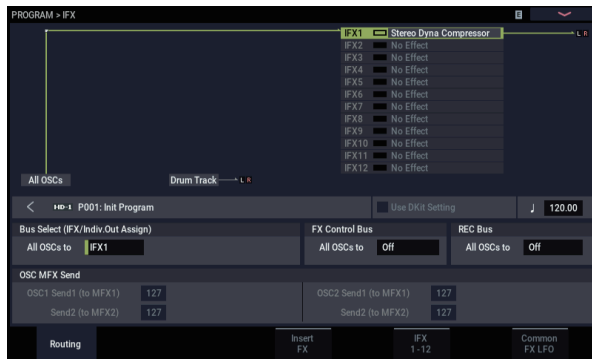 PROGRAM > IFX
E
IFX1 Stereo Dyna Compressor L R
IFX2 No Effect
IFX3 No Effect
IFX4 No Effect
IFX5 No Effect
IFX6 No Effect
IFX7 No Effect
IFX8 No Effect
IFX9 No Effect
IFX10 No Effect
IFX11 No Effect
IFX12 No Effect
All OSCs Drum Track L R
HD-1 P001: Init Program Use DKit Setting ♩ 120.00
Bus Select (IFX/Indiv.Out Assign) FX Control Bus REC Bus
All OSCs to IFX1 All OSCs to Off All OSCs to Off
OSC MFX Send
OSC1 Send1 (to MFX1) 127 OSC2 Send1 (to MFX1) 127
Send2 (to MFX2) 127 Send2 (to MFX2) 127
Routing Insert FX IFX 1-12 Common FX LFO